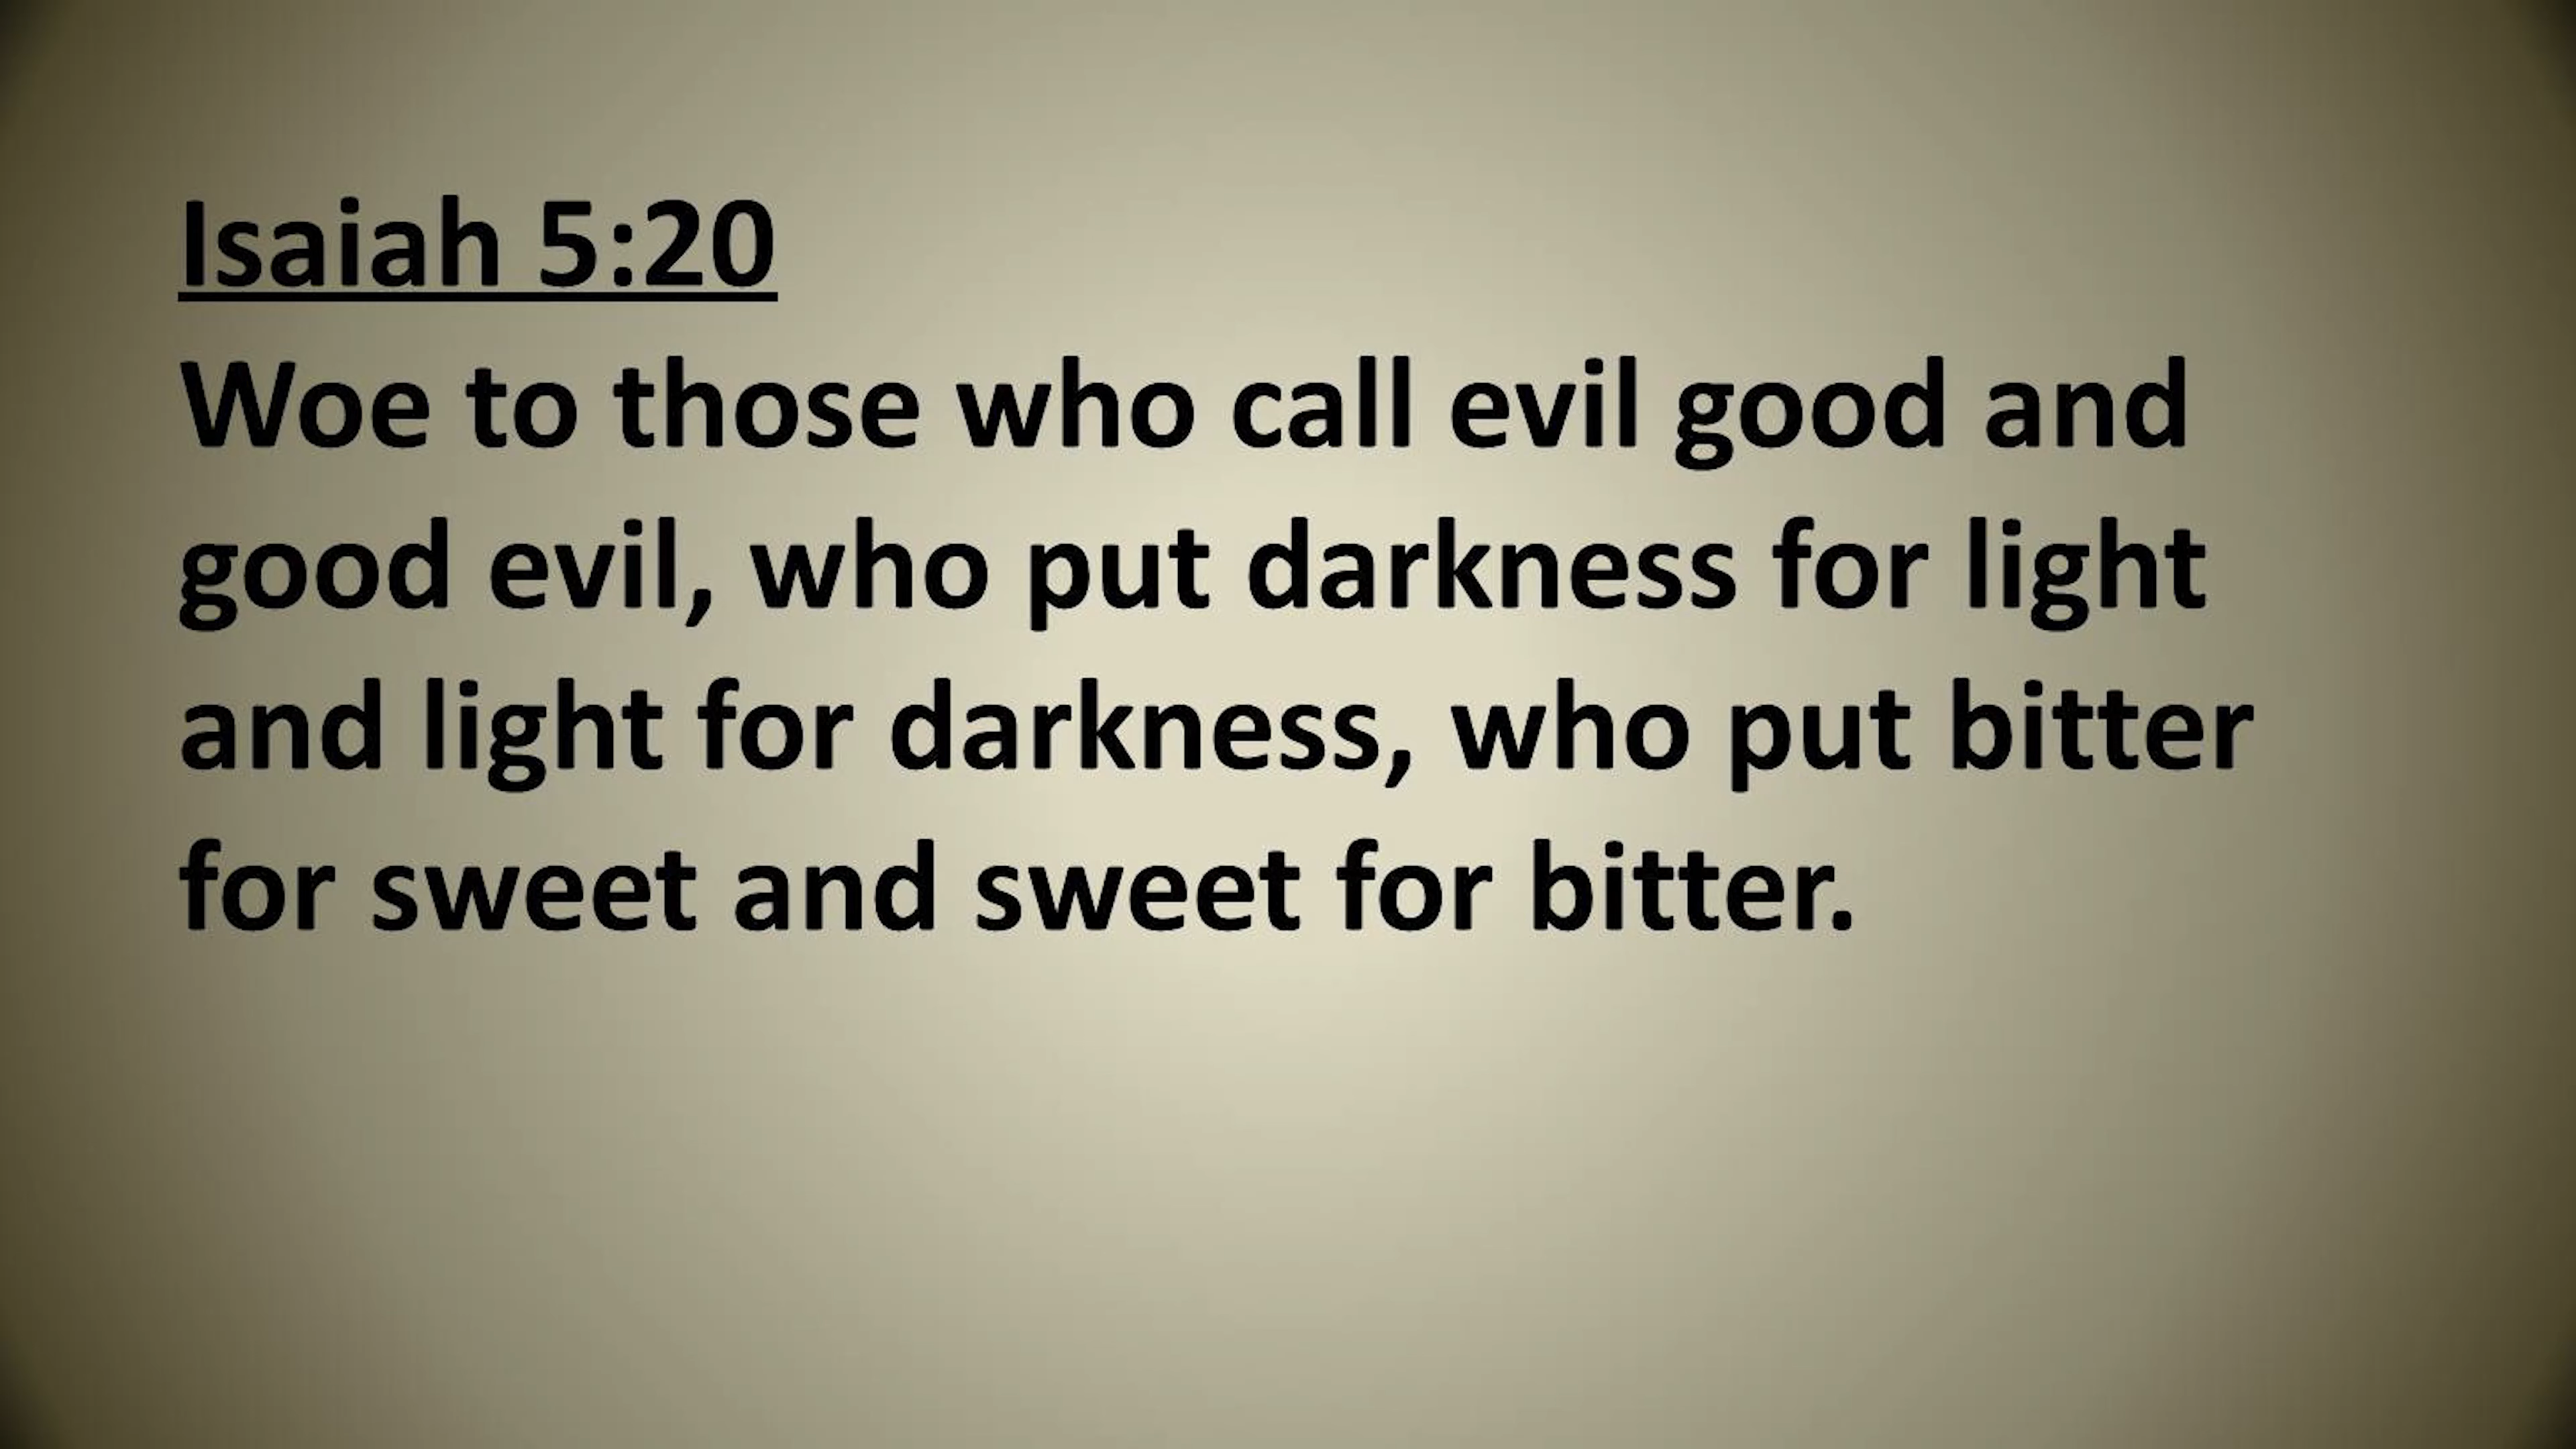 Isaiah 5:20
Woe to those who call evil good and
good evil, who put darkness for light
and light for darkness, who put bitter
for sweet and sweet for bitter.